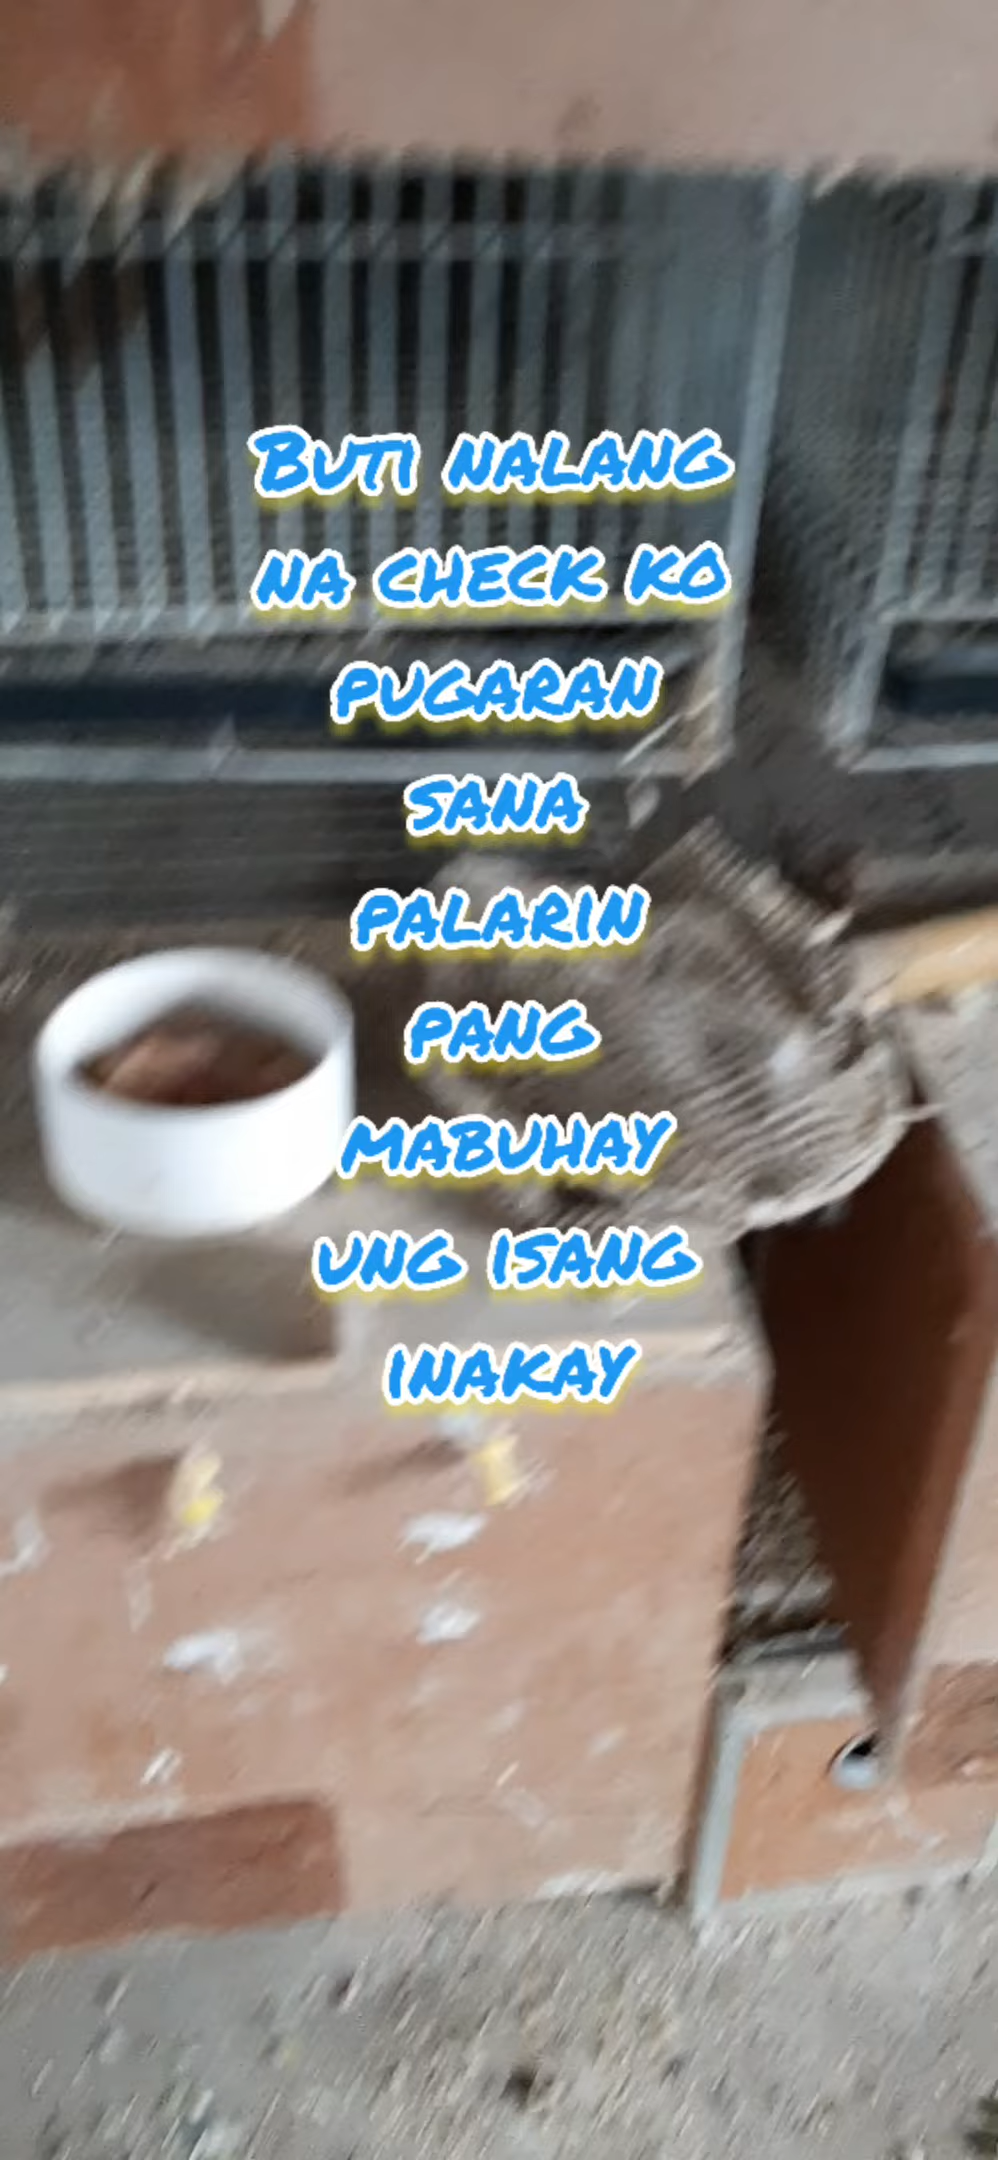 Buti nalang
na check ko
pugaran
sana
palarin
pang
mabuhay
ung isang
inakay